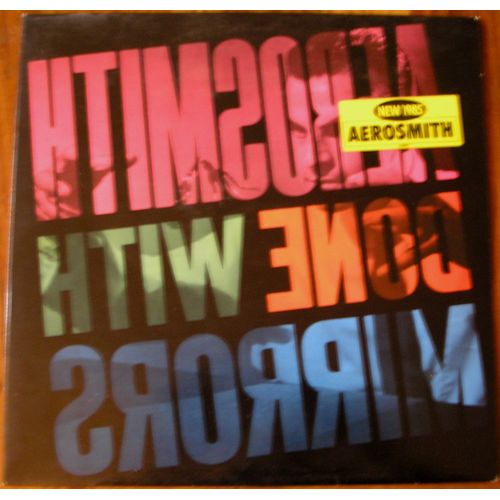 AEROSMITH
NEW 1985
AEROSMITH
DONE WITH
MIRRORS